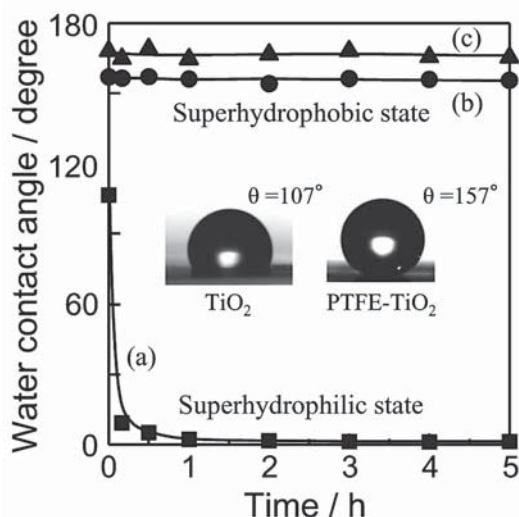 180
120
60
0
Water contact angle / degree
(c)
(b)
Superhydrophobic state
θ =107°
θ =157°
TiO₂
PTFE-TiO₂
(a)
Superhydrophilic state
0 1 2 3 4 5
Time / h